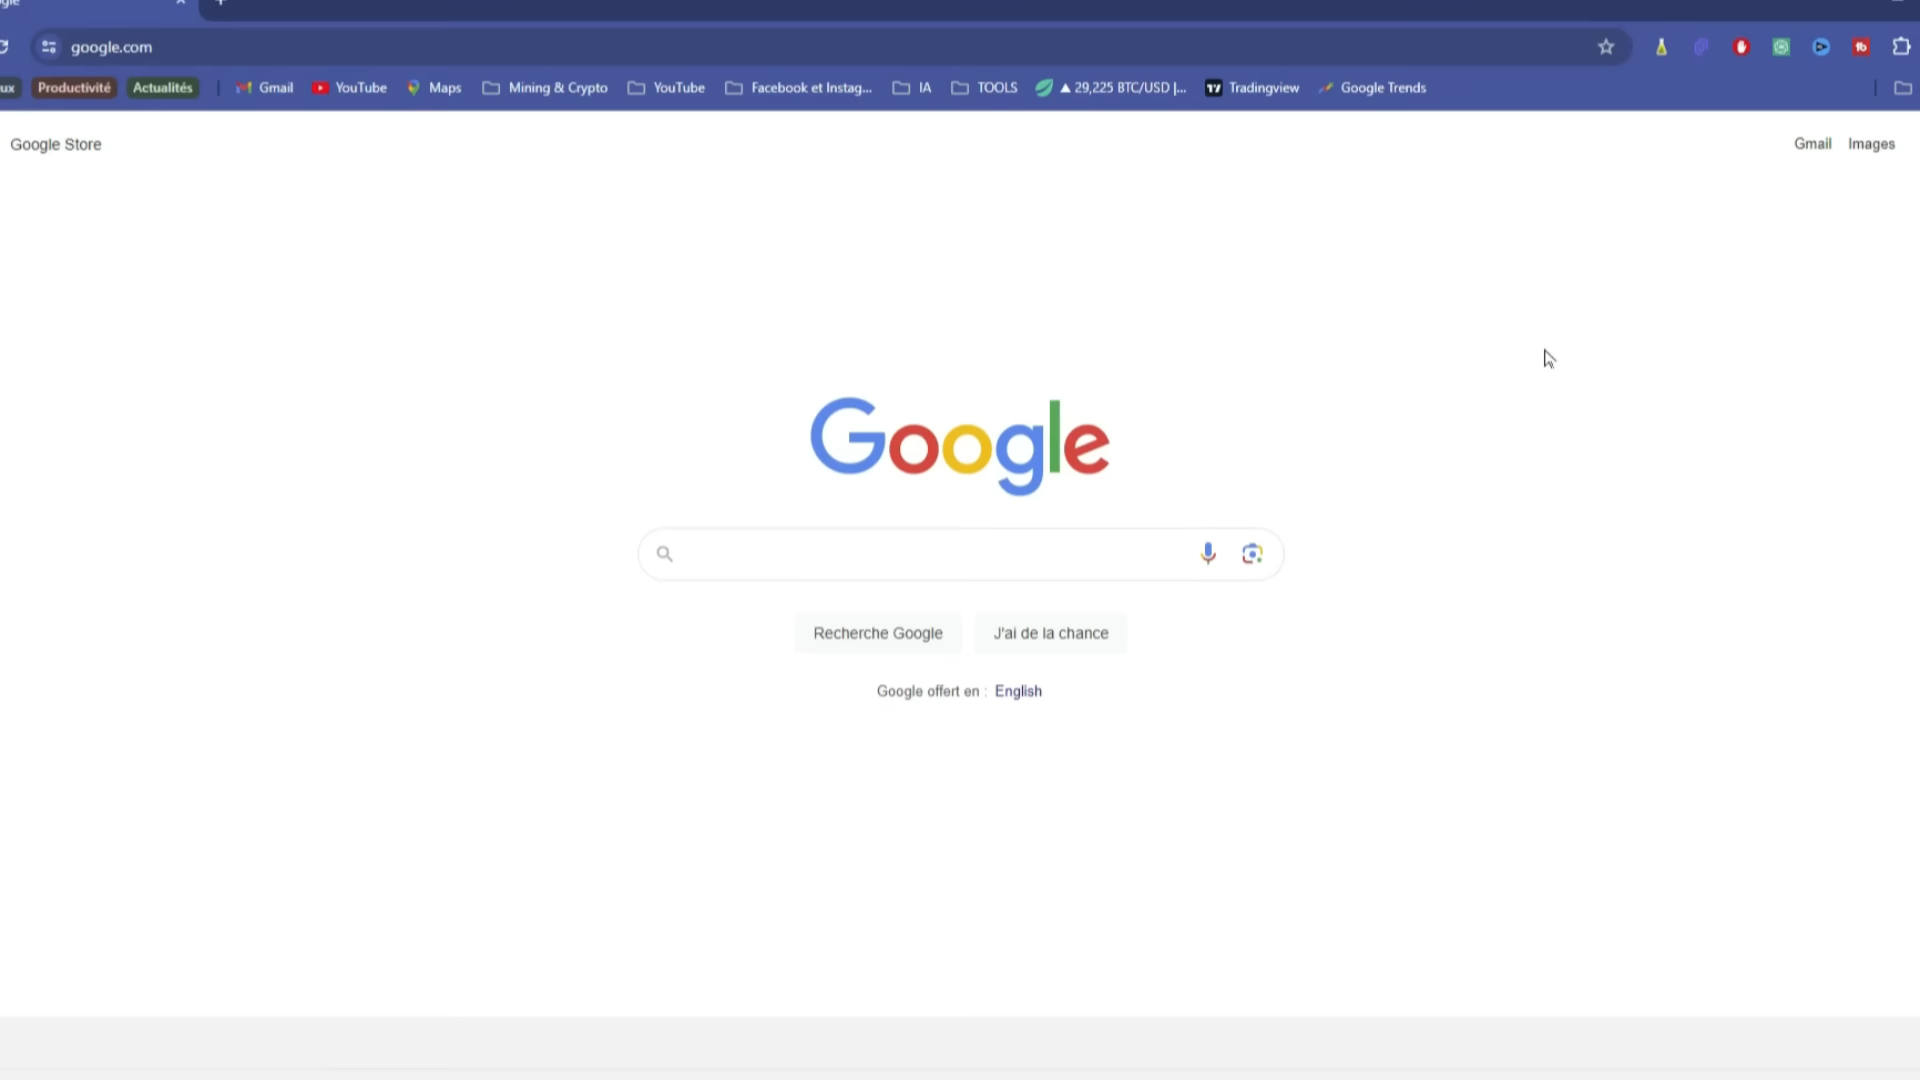 google.com
ux Productivité Actualités Gmail YouTube Maps Mining & Crypto YouTube Facebook et Instag... IA TOOLS ▲ 29,225 BTC/USD |... Tradingview Google Trends
Google Store Gmail Images
Google
Recherche Google J'ai de la chance
Google offert en : English